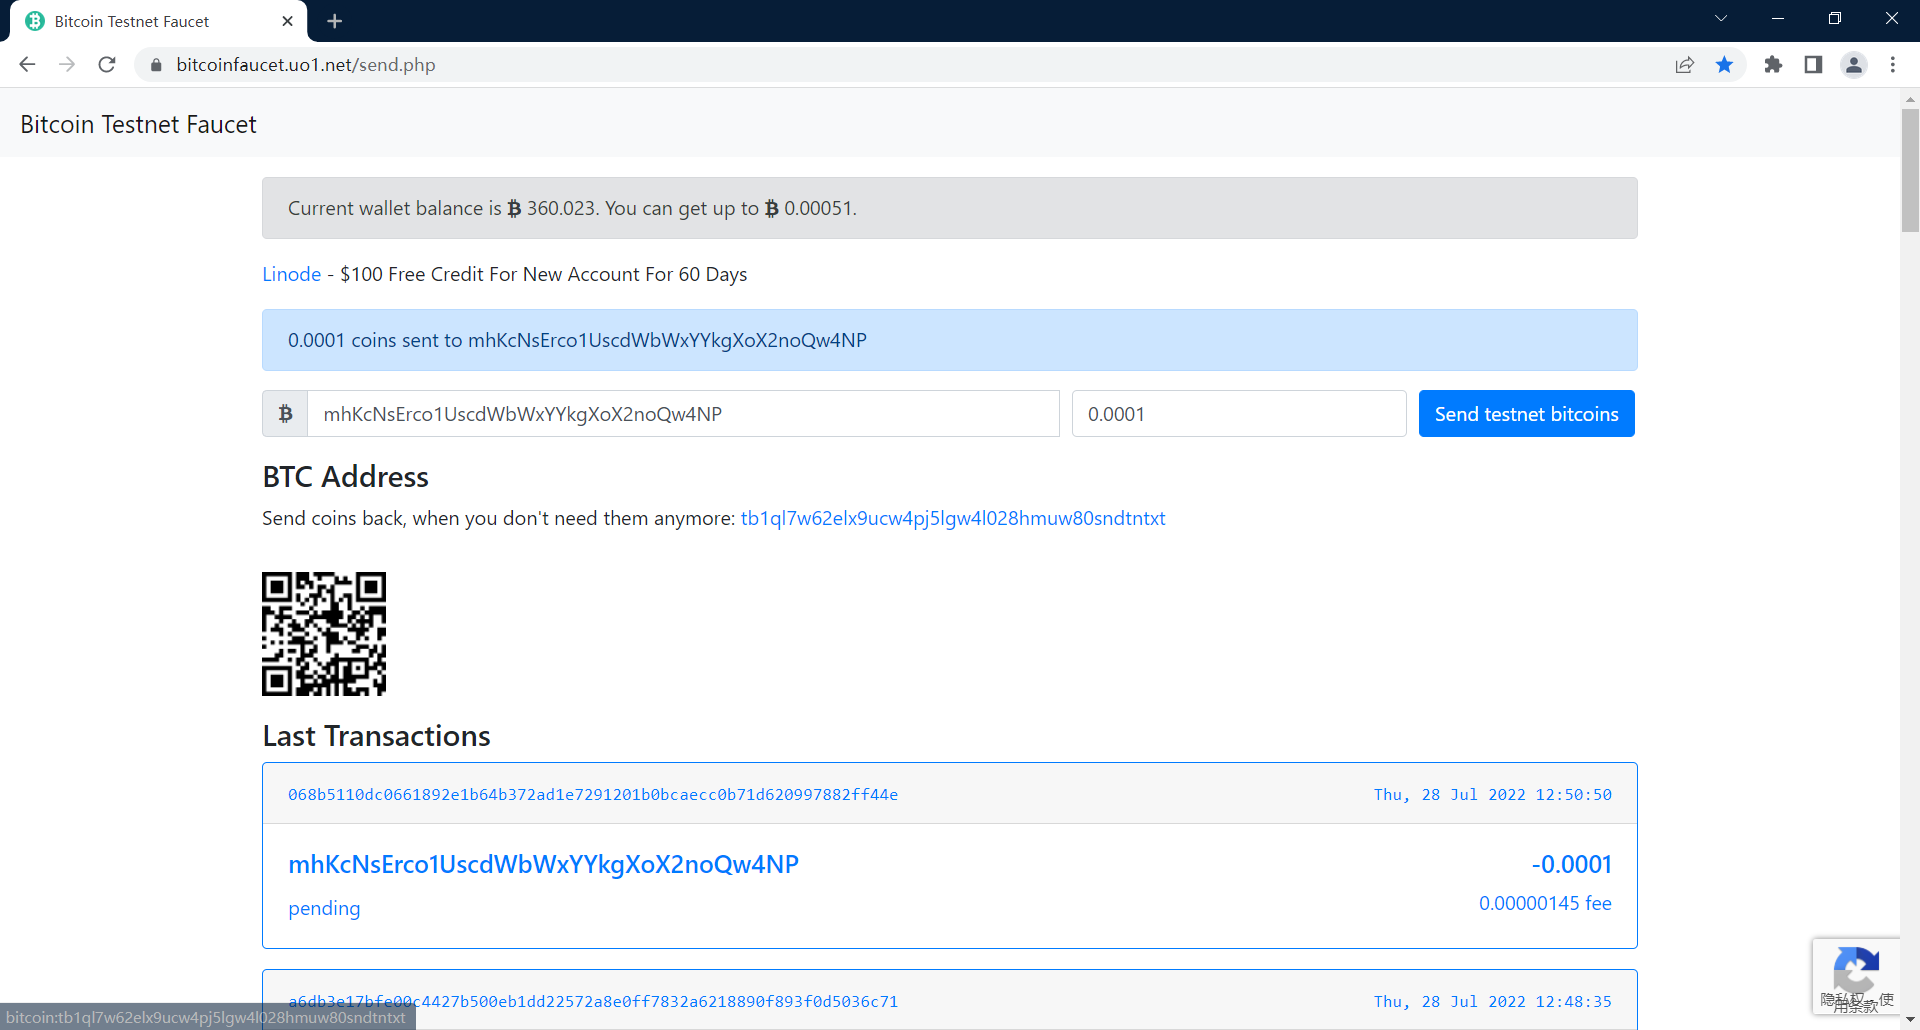 Bitcoin Testnet Faucet
bitcoinfaucet.uo1.net/send.php
Bitcoin Testnet Faucet
Current wallet balance is ₿ 360.023. You can get up to ₿ 0.00051.
Linode - $100 Free Credit For New Account For 60 Days
0.0001 coins sent to mhKcNsErco1UscdWbWxYYkgXoX2noQw4NP
₿ mhKcNsErco1UscdWbWxYYkgXoX2noQw4NP 0.0001 Send testnet bitcoins
BTC Address
Send coins back, when you don't need them anymore: tb1ql7w62elx9ucw4pj5lgw4l028hmuw80sndtntxt
Last Transactions
068b5110dc0661892e1b64b372ad1e7291201b0bcaecc0b71d620997882ff44e Thu, 28 Jul 2022 12:50:50
mhKcNsErco1UscdWbWxYYkgXoX2noQw4NP -0.0001
pending 0.00000145 fee
a6db3e17bfe00c4427b500eb1dd22572a8e0ff7832a6218890f893f0d5036c71 Thu, 28 Jul 2022 12:48:35
bitcoin:tb1ql7w62elx9ucw4pj5lgw4l028hmuw80sndtntxt
隐私权 - 使
用条款